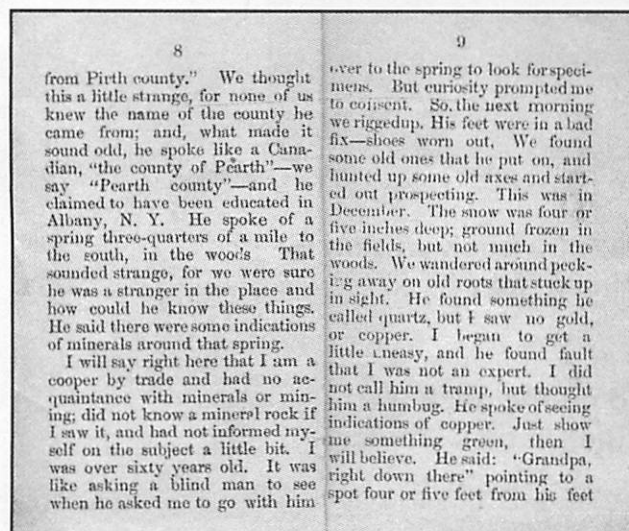 8
from Pirth county." We thought
this a little strange, for none of us
knew the name of the county he
came from; and, what made it
sound odd, he spoke like a Cana-
dian, "the county of Pearth"—we
say "Pearth county"—and he
claimed to have been educated in
Albany, N. Y. He spoke of a
spring three-quarters of a mile to
the south, in the woods That
sounded strange, for we were sure
he was a stranger in the place and
how could he know these things.
He said there were some indications
of minerals around that spring.
I will say right here that I am a
cooper by trade and had no ac-
quaintance with minerals or min-
ing; did not know a mineral rock if
I saw it, and had not informed my-
self on the subject a little bit. I
was over sixty years old. It was
like asking a blind man to see
when he asked me to go with him
9
over to the spring to look for speci-
mens. But curiosity prompted me
to consent. So, the next morning
we rigged up. His feet were in a bad
fix—shoes worn out, We found
some old ones that he put on, and
hunted up some old axes and start-
ed out prospecting. This was in
December. The snow was four or
five inches deep; ground frozen in
the fields, but not much in the
woods. We wandered around peck-
ing away on old roots that stuck up
in sight. He found something he
called quartz, but I saw no gold,
or copper. I began to get a
little uneasy, and he found fault
that I was not an expert. I did
not call him a tramp, but thought
him a humbug. He spoke of seeing
indications of copper. Just show
me something green, then I
will believe. He said: "Grandpa,
right down there" pointing to a
spot four or five feet from his feet